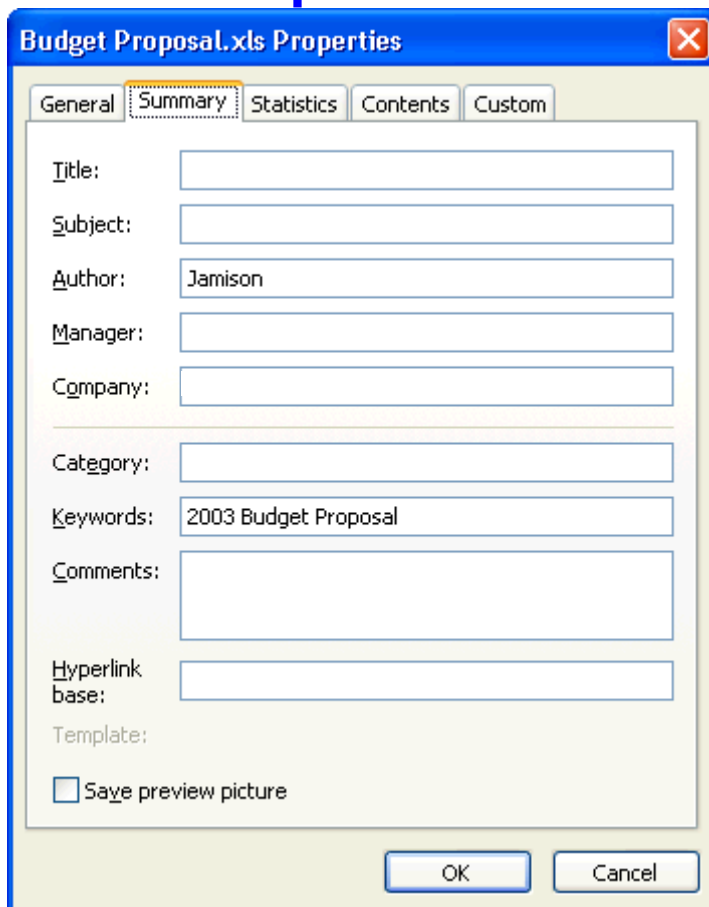 Budget Proposal.xls Properties
General Summary Statistics Contents Custom
Title:
Subject:
Author: Jamison
Manager:
Company:
Category:
Keywords: 2003 Budget Proposal
Comments:
Hyperlink
base:
Template:
Save preview picture
OK Cancel